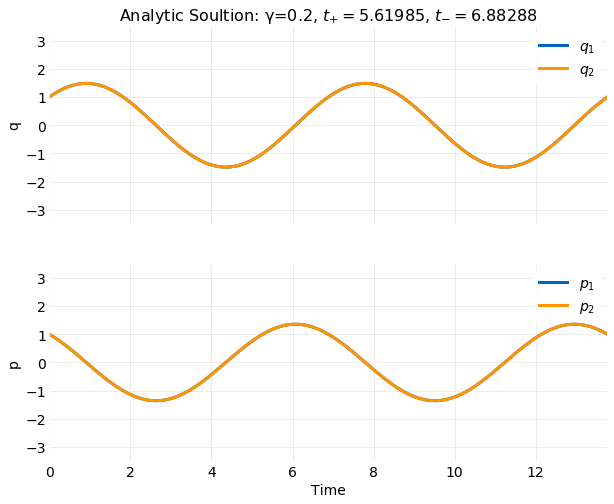 Analytic Soultion: γ=0.2, t₊ = 5.61985, t₋ = 6.88288
3
2
1
0
−1
−2
−3
q
q₁
q₂
3
2
1
0
−1
−2
−3
p
p₁
p₂
0 2 4 6 8 10 12
Time